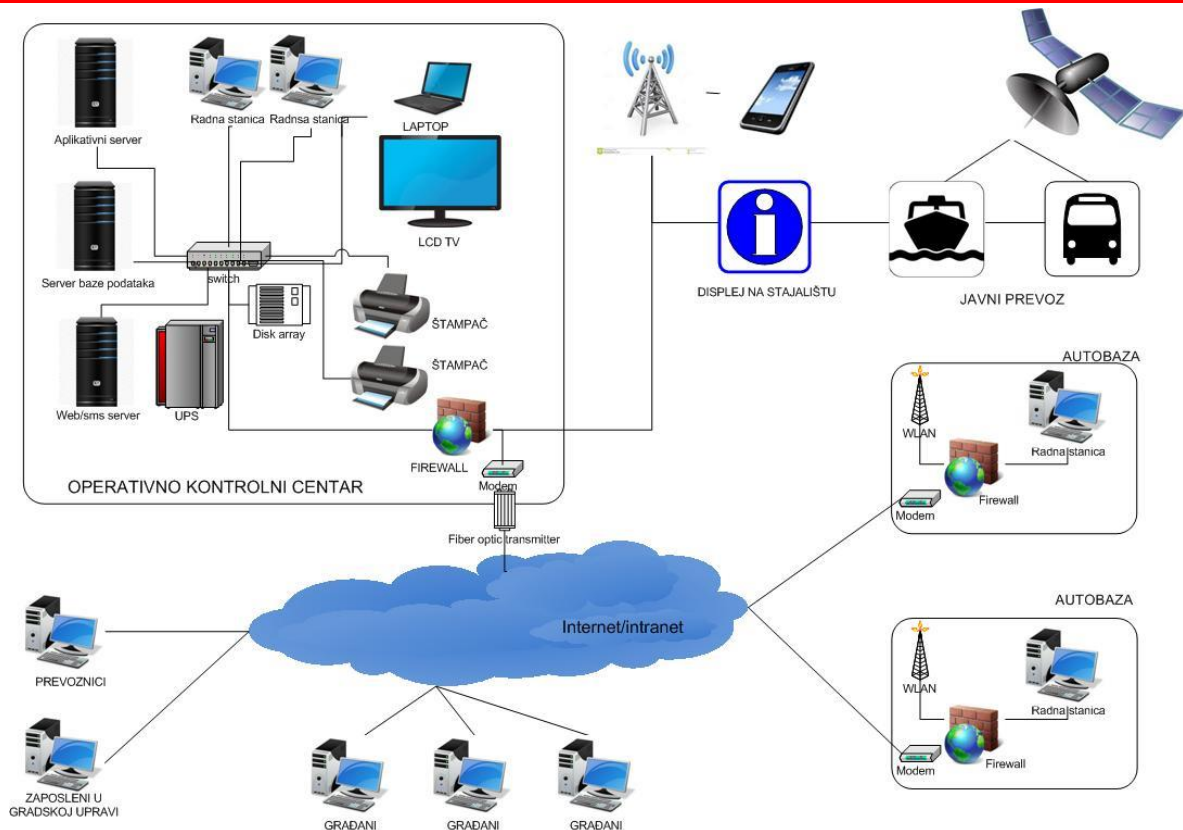 Aplikativni server
Radna stanica
Radnsa stanica
LAPTOP
LCD TV
Server baze podataka
switch
Disk array
ŠTAMPAČ
ŠTAMPAČ
Web/sms server
UPS
FIREWALL
Modem
OPERATIVNO KONTROLNI CENTAR
Fiber optic transmitter
DISPLEJ NA STAJALIŠTU
JAVNI PREVOZ
AUTOBAZA
WLAN
Radna stanica
Firewall
Modem
Internet/intranet
AUTOBAZA
WLAN
Radna stanica
Firewall
Modem
PREVOZNICI
ZAPOSLENI U
GRADSKOJ UPRAVI
GRAĐANI
GRAĐANI
GRAĐANI